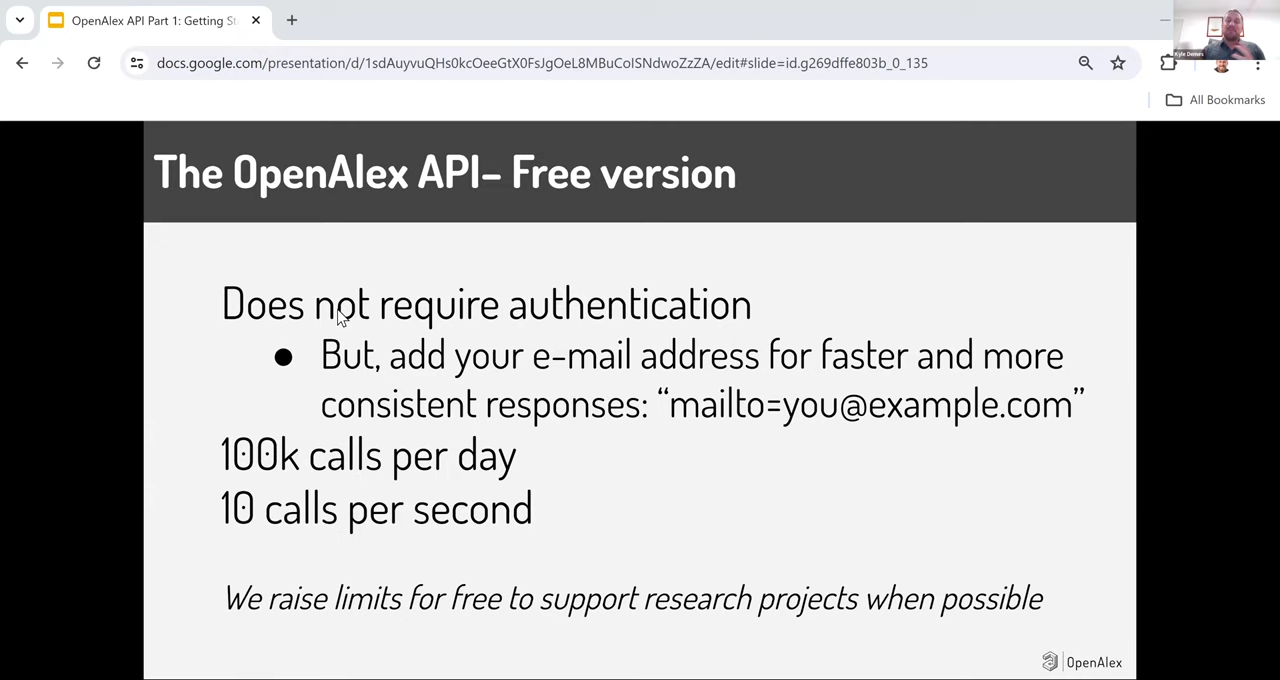 OpenAlex API Part 1: Getting St
docs.google.com/presentation/d/1sdAuyvuQHs0kcOtCGtX0FsJgOeL8MBuCoISNdwoZzZA/edit#slide=id.g269dffe803b_0_135
Kyle Demes
All Bookmarks
The OpenAlex API– Free version
Does not require authentication
● But, add your e-mail address for faster and more
consistent responses: “mailto=you@example.com”
100k calls per day
10 calls per second
We raise limits for free to support research projects when possible
OpenAlex